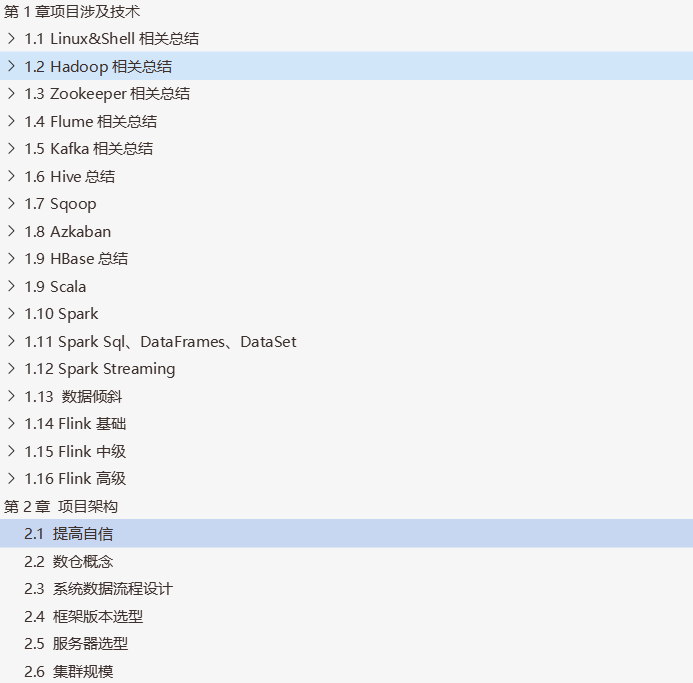 第 1 章项目涉及技术
1.1 Linux&Shell 相关总结
1.2 Hadoop 相关总结
1.3 Zookeeper 相关总结
1.4 Flume 相关总结
1.5 Kafka 相关总结
1.6 Hive 总结
1.7 Sqoop
1.8 Azkaban
1.9 HBase 总结
1.9 Scala
1.10 Spark
1.11 Spark Sql、DataFrames、DataSet
1.12 Spark Streaming
1.13 数据倾斜
1.14 Flink 基础
1.15 Flink 中级
1.16 Flink 高级
第 2 章 项目架构
2.1 提高自信
2.2 数仓概念
2.3 系统数据流程设计
2.4 框架版本选型
2.5 服务器选型
2.6 集群规模